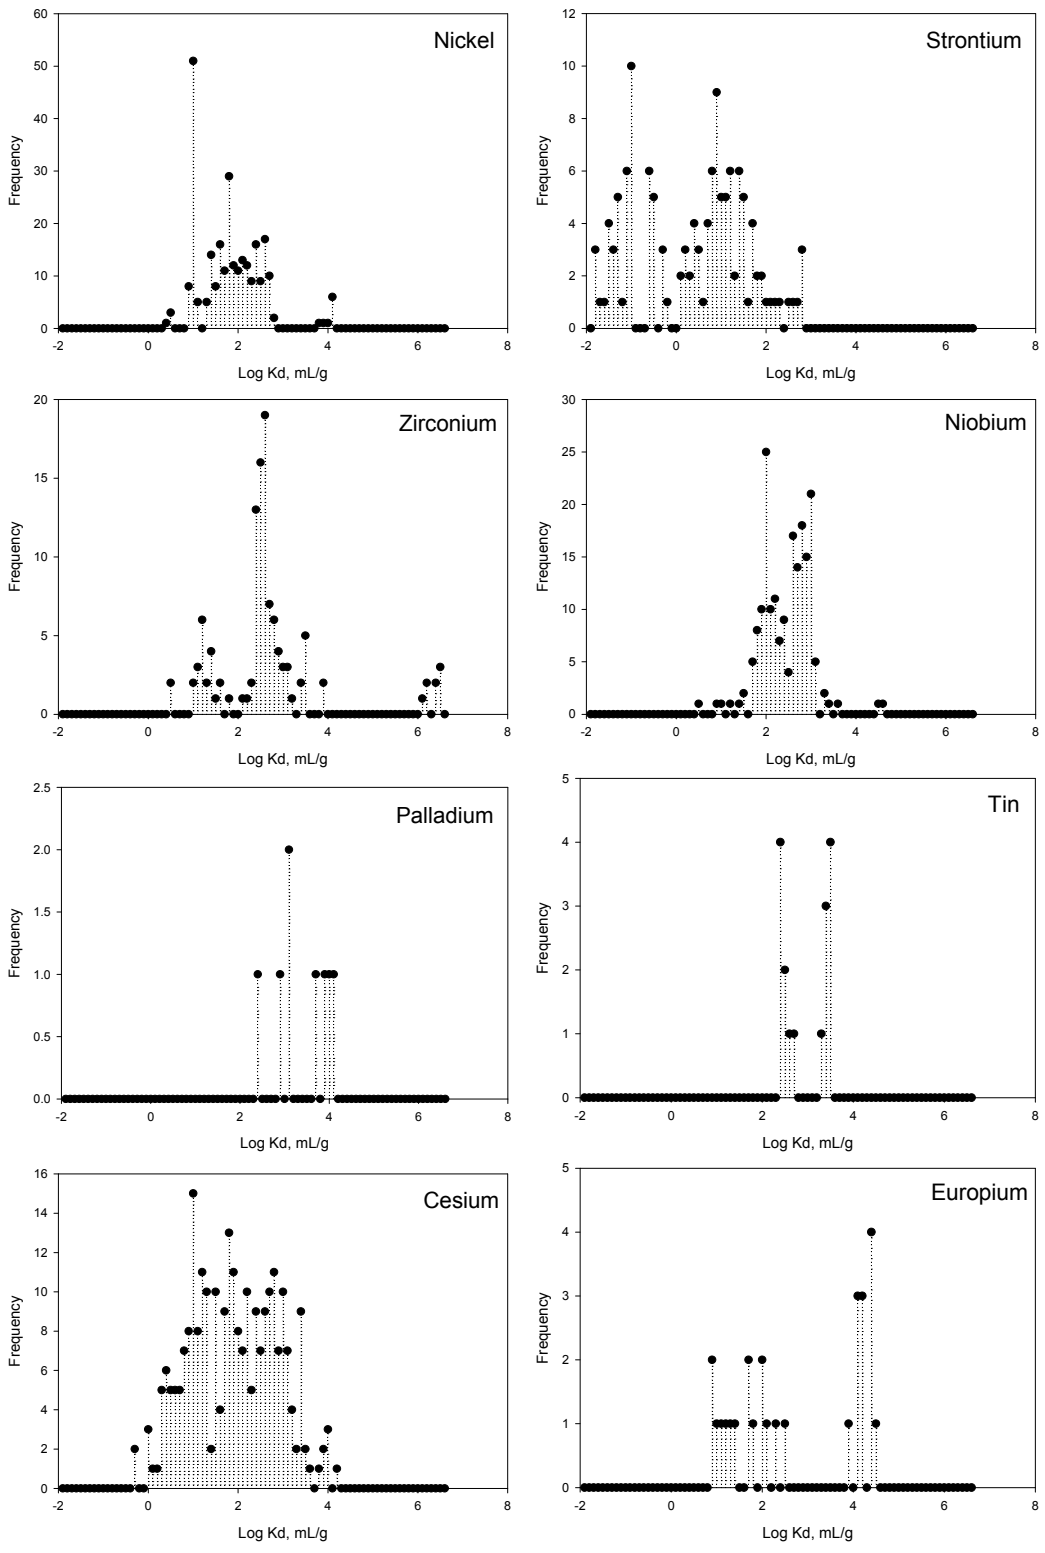 Nickel
60
50
40
30
20
10
0
-2 0 2 4 6 8
Frequency
Log Kd, mL/g
Strontium
12
10
8
6
4
2
0
-2 0 2 4 6 8
Frequency
Log Kd, mL/g
Zirconium
20
15
10
5
0
-2 0 2 4 6 8
Frequency
Log Kd, mL/g
Niobium
30
25
20
15
10
5
0
-2 0 2 4 6 8
Frequency
Log Kd, mL/g
Palladium
2.5
2.0
1.5
1.0
0.5
0.0
-2 0 2 4 6 8
Frequency
Log Kd, mL/g
Tin
5
4
3
2
1
0
-2 0 2 4 6 8
Frequency
Log Kd, mL/g
Cesium
16
14
12
10
8
6
4
2
0
-2 0 2 4 6 8
Frequency
Log Kd, mL/g
Europium
5
4
3
2
1
0
-2 0 2 4 6 8
Frequency
Log Kd, mL/g